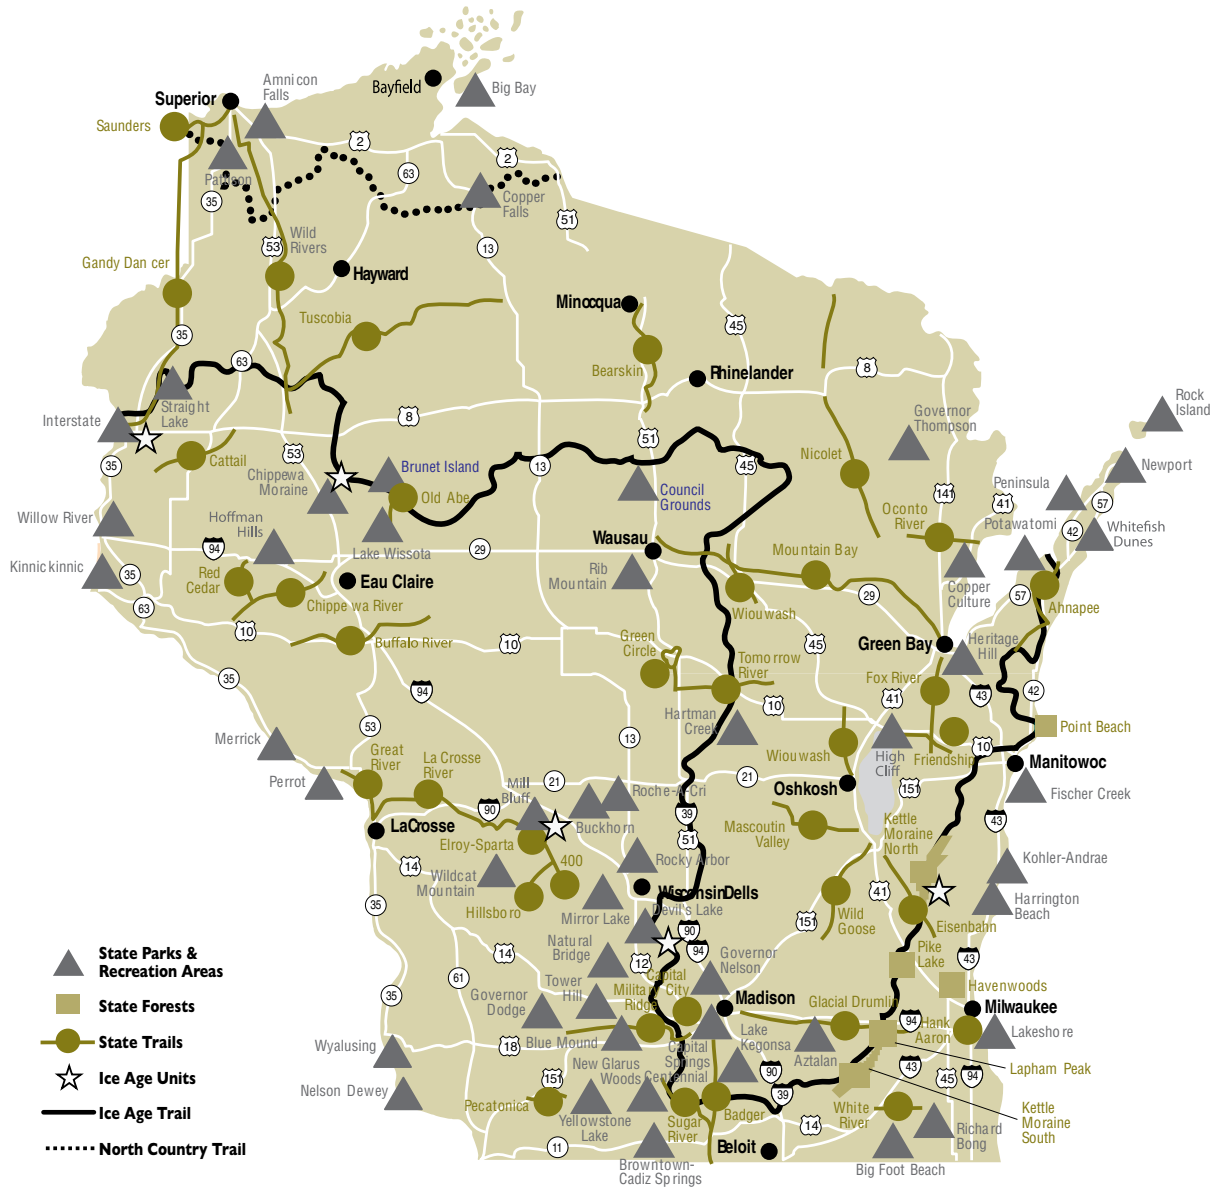 Amnicon
Falls
Bayfield
Big Bay
Superior
Saunders
2
2
63
Pattison
35
Copper
Falls
51
Wild
Rivers
53
13
Gandy Dan cer
Hayward
Minocqua
Tuscobia
35
45
63
Bearskin
Rhinelander
8
Straight
Lake
Interstate
8
Governor
Thompson
Rock
Island
51
53
Cattail
Nicolet
35
13
45
Newport
Chippewa
Moraine
Brunet Island
Old Abe
Council
Grounds
Peninsula
141
41
57
Willow River
Hoffman
Hills
Oconto
River
Potawatomi
42
Whitefish
Dunes
94
Lake Wissota
29
Wausau
Mountain Bay
Kinnickinnic
35
Red
Cedar
Eau Claire
Rib
Mountain
Copper
Culture
57
Ahnapee
63
Chippe wa River
Wiouwash
29
10
Buffalo River
10
Green
Circle
45
Green Bay
Heritage
Hill
35
94
Tomorrow
River
Fox River
41
43
42
Hartman
Creek
10
53
13
Merrick
Wiouwash
High
Cliff
Friendship
10
Point Beach
Great
River
La Crosse
River
Perrot
Mill
Bluff
21
Roche-A-Cri
21
Oshkosh
151
Manitowoc
Fischer Creek
90
Buckhorn
39
LaCrosse
Elroy-Sparta
51
Mascoutin
Valley
Kettle
Moraine
North
43
14
400
Rocky Arbor
Kohler-Andrae
Wildcat
Mountain
Wisconsin Dells
41
Hillsboro
Mirror Lake
Devil's Lake
Harrington
Beach
35
151
Wild
Goose
Eisenbahn
90
94
Natural
Bridge
14
12
Governor
Nelson
Pike
Lake
43
State Parks &
Recreation Areas
61
Tower
Hill
Capital
City
Military
Ridge
Havenwoods
State Forests
35
Governor
Dodge
Madison
Glacial Drumlin
Milwaukee
94
Hank
Aaron
Lakeshore
State Trails
Wyalusing
18
Blue Mound
Capital
Springs
Centennial
Lake
Kegonsa
Aztalan
Ice Age Units
New Glarus
Woods
90
43
45
94
Lapham Peak
Nelson Dewey
151
39
Ice Age Trail
Pecatonica
Yellowstone
Lake
Sugar
River
Badger
14
White
River
Kettle
Moraine
South
North Country Trail
11
Beloit
Richard
Bong
Browntown-
Cadiz Springs
Big Foot Beach